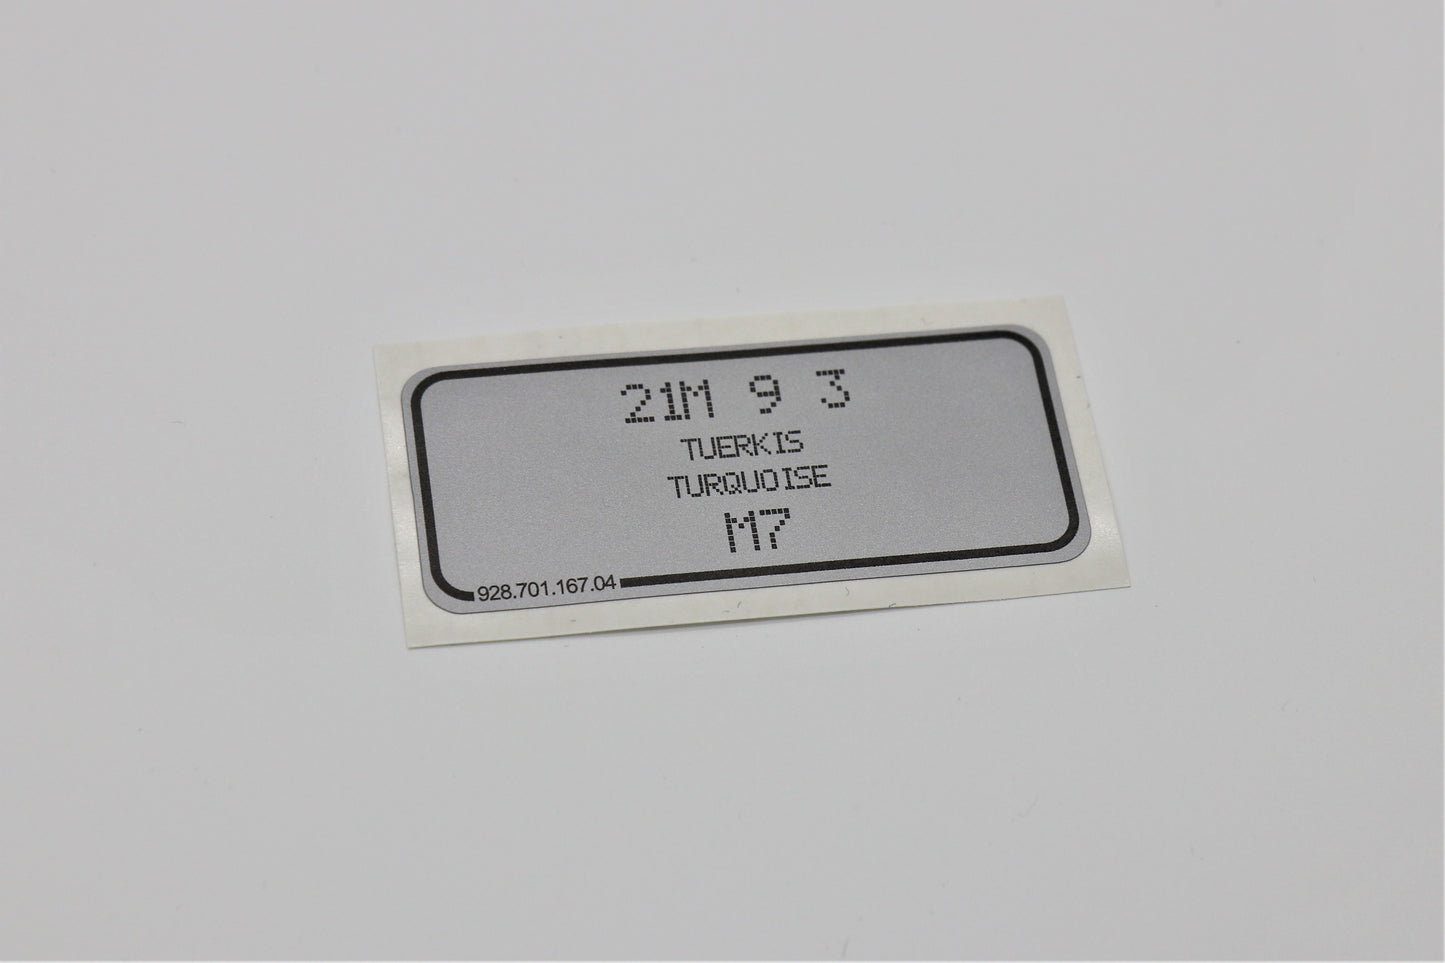 21M 9 3
TUERKIS
TURQUOISE
M7
928.701.167.04